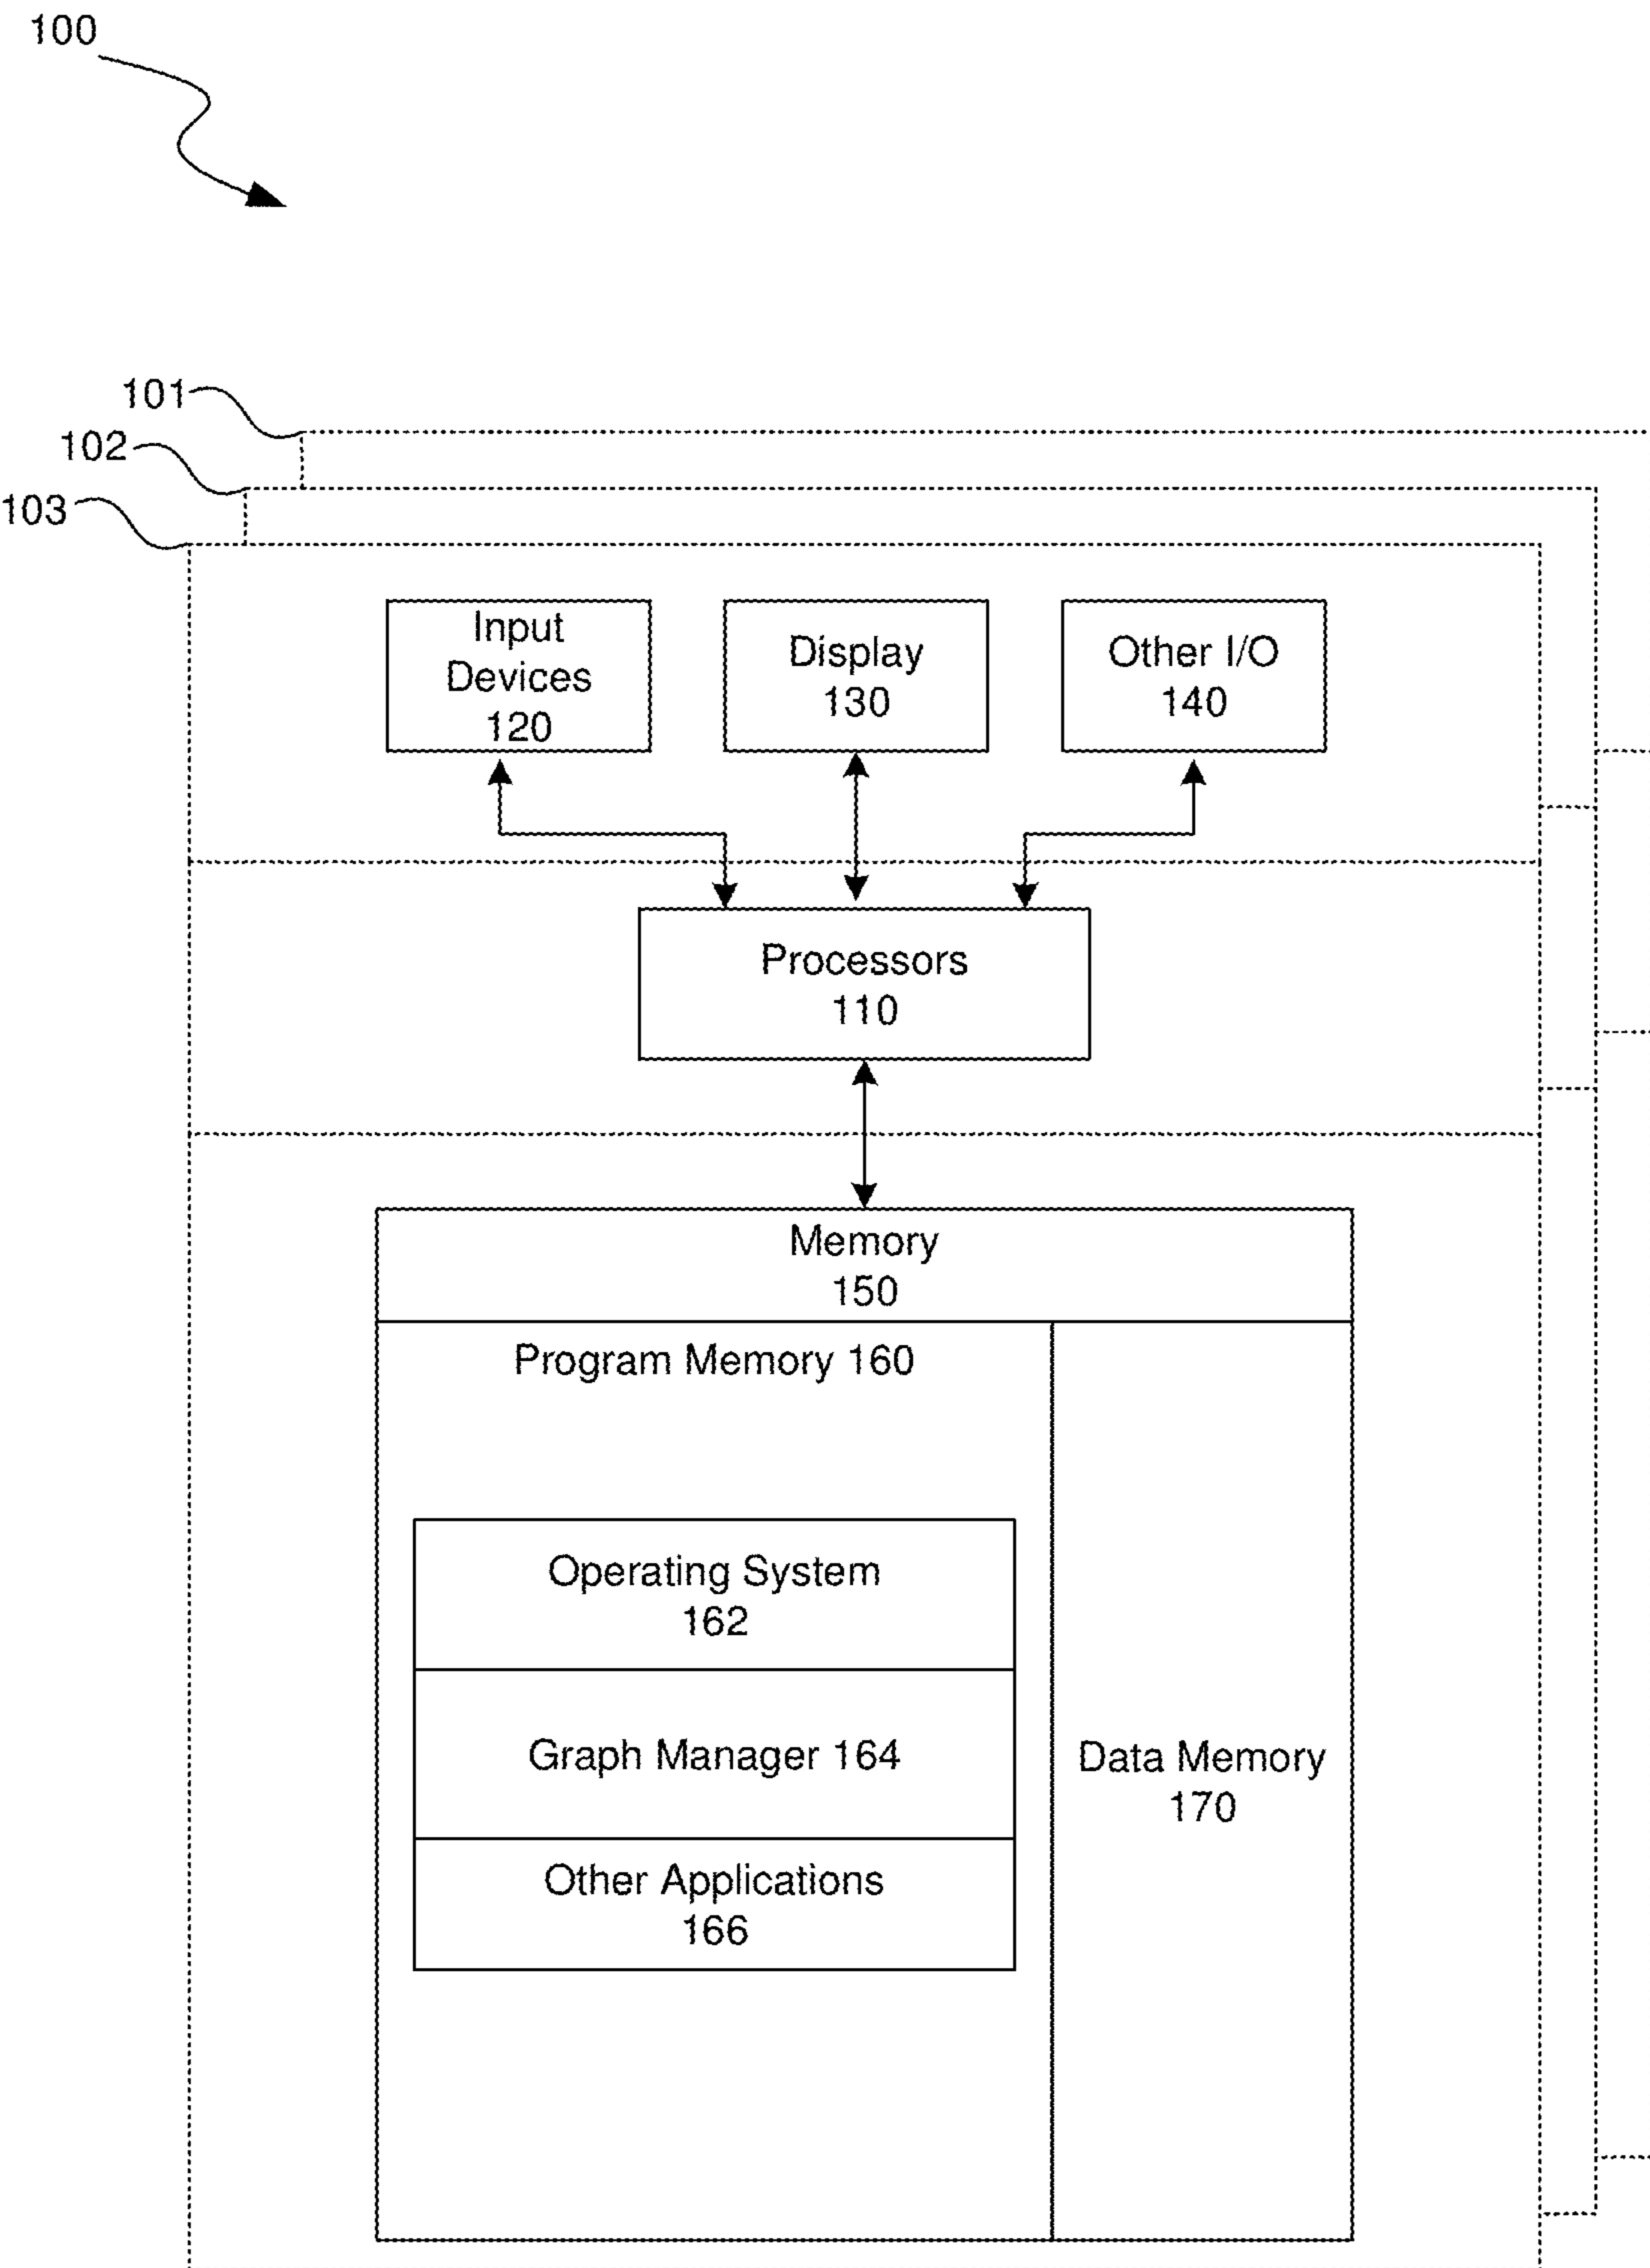 100
101
102
103
Input
Devices
120
Display
130
Other I/O
140
Processors
110
Memory
150
Program Memory 160
Operating System
162
Graph Manager 164
Other Applications
166
Data Memory
170